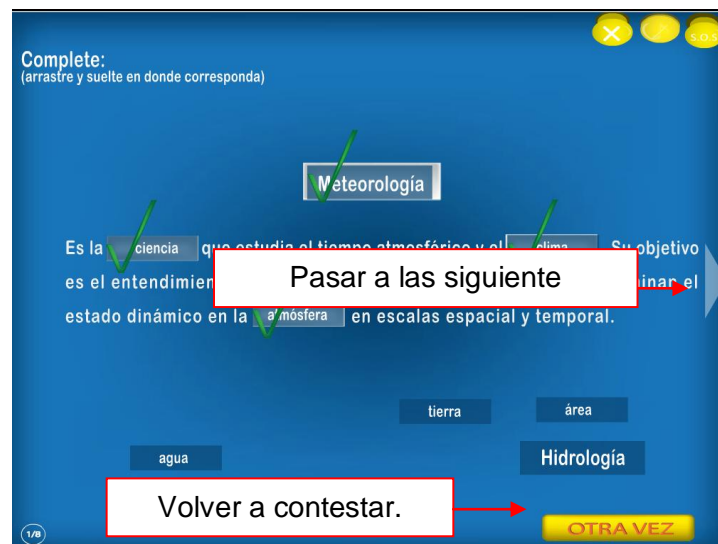 S.O.S
Complete:
(arrastre y suelte en donde corresponda)
Meteorología
Es la ciencia que estudia el tiempo atmosférico y el clima. Su objetivo
es el entendimien
Pasar a las siguiente
minan el
estado dinámico en la atmósfera en escalas espacial y temporal.
tierra área
agua Hidrología
Volver a contestar.
1/8 OTRA VEZ